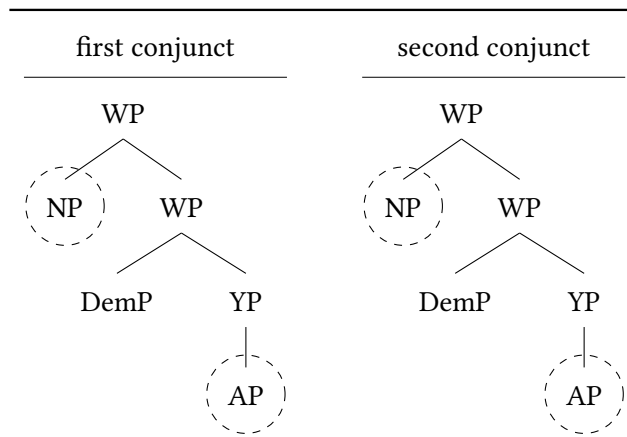 first conjunct second conjunct
WP WP
NP WP NP WP
DemP YP DemP YP
AP AP